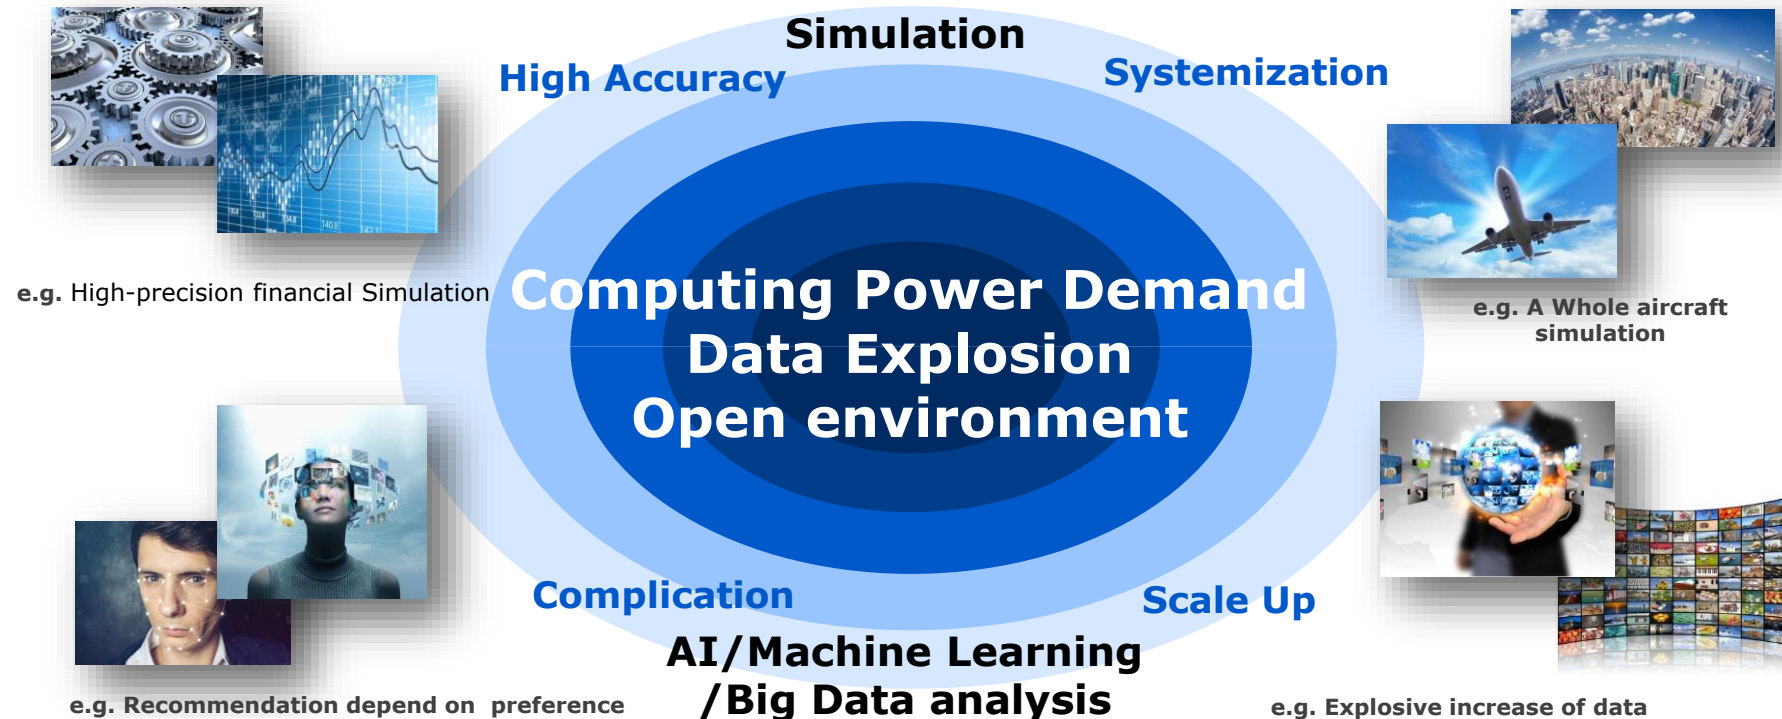 Simulation
High Accuracy
Systemization
e.g. High-precision financial Simulation
Computing Power Demand
Data Explosion
Open environment
e.g. A Whole aircraft
simulation
Complication
Scale Up
AI/Machine Learning
/Big Data analysis
e.g. Recommendation depend on  preference
e.g. Explosive increase of data